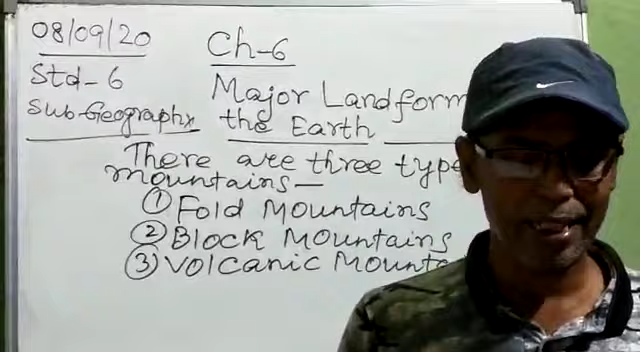 08/09/20
Ch-6
Std-6
Sub-Geography
Major Landform
the Earth
There are three type
mountains—
① Fold Mountains
② Block Mountains
③ Volcanic Mounta